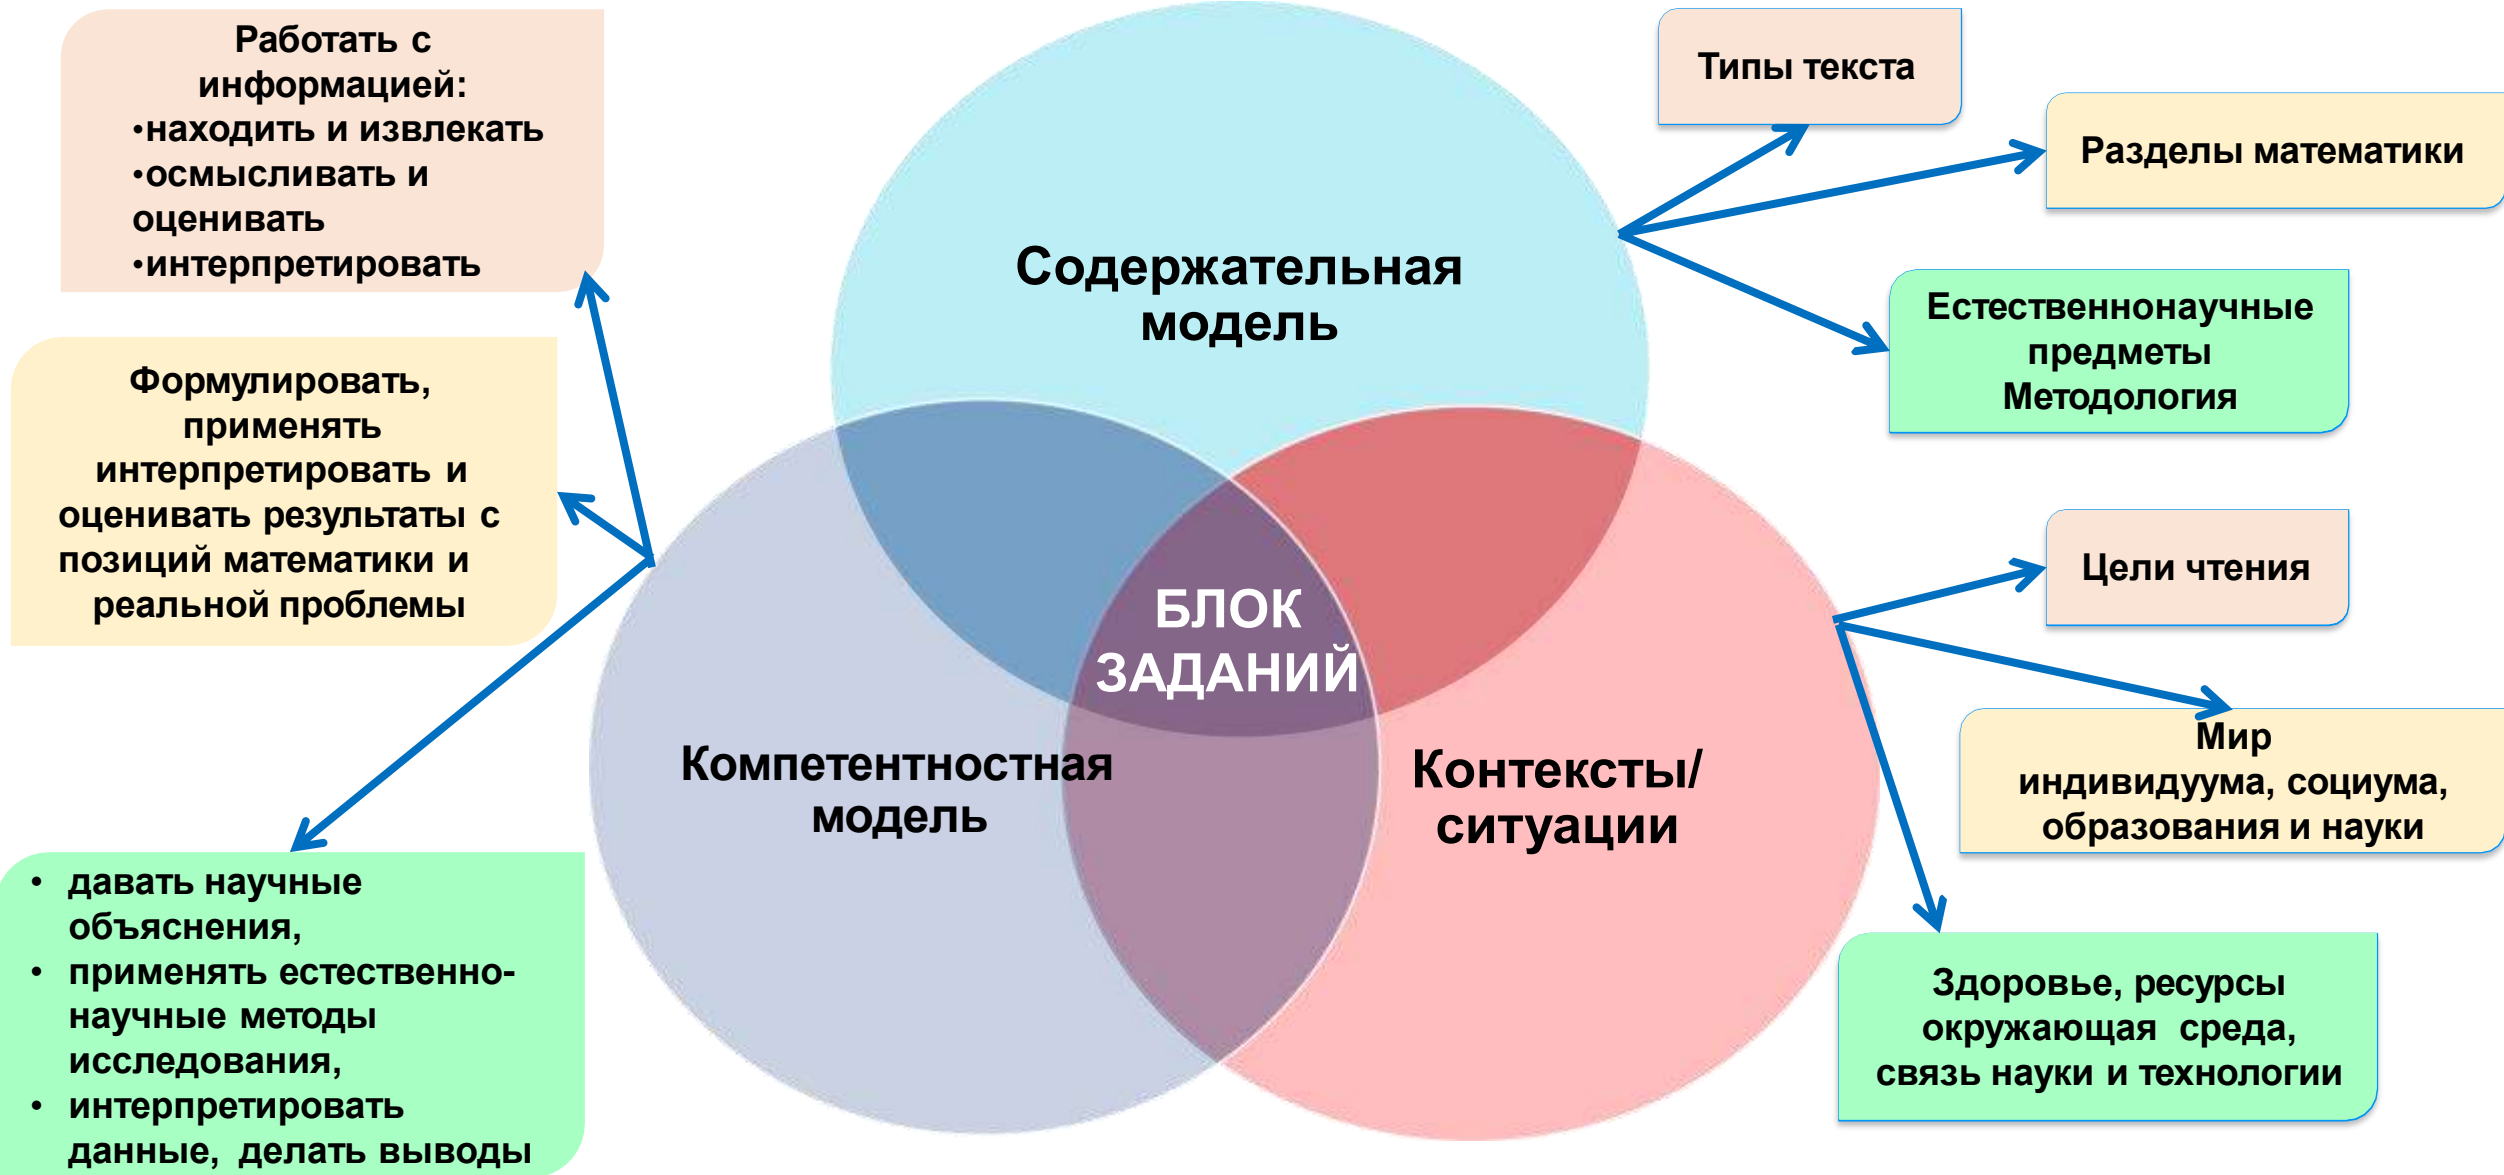 Работать с
информацией:
•находить и извлекать
•осмысливать и
оценивать
•интерпретировать
Формулировать,
применять
интерпретировать и
оценивать результаты с
позиций математики и
реальной проблемы
• давать научные
объяснения,
• применять естественно-
научные методы
исследования,
• интерпретировать
данные, делать выводы
Содержательная
модель
БЛОК
ЗАДАНИЙ
Компетентностная
модель
Контексты/
ситуации
Типы текста
Разделы математики
Естественнонаучные
предметы
Методология
Цели чтения
Мир
индивидуума, социума,
образования и науки
Здоровье, ресурсы
окружающая среда,
связь науки и технологии